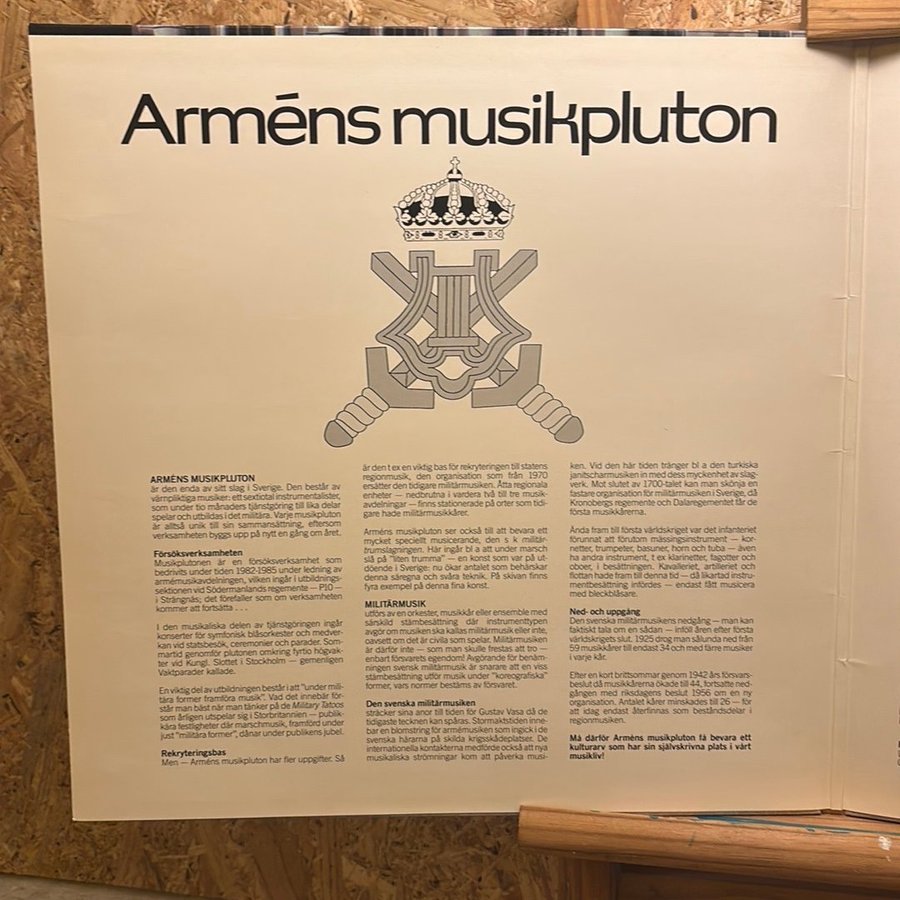 Arméns musikpluton
ARMÉNS MUSIKPLUTON
är den enda av sitt slag i Sverige. Den består av
värnpliktiga musiker: ett sextiotal instrumentalister,
som under tio månaders tjänstgöring till lika delar
spelar och utbildas i det militära. Varje musikpluton
är alltså unik till sin sammansättning, eftersom
verksamheten byggs upp på nytt en gång om året.
Försöksverksamheten
Musikplutonen är en försöksverksamhet som
bedrivits under tiden 1982-1985 under ledning av
armémusikavdelningen, vilken ingår i utbildnings-
sektionen vid Södermanlands regemente — P10 —
i Strängnäs; det förefaller som om verksamheten
kommer att fortsätta . . .
I den musikaliska delen av tjänstgöringen ingår
konserter för symfonisk blåsorkester och medver-
kan vid statsbesök, ceremonier och parader. Som-
martid genomför plutonen omkring fyrtio högvak-
ter vid Kungl. Slottet i Stockholm — gemenligen
Vaktparader kallade.
En viktig del av utbildningen består i att "under mili-
tära former framföra musik". Vad det innebär för-
står man bäst när man tänker på de Military Tatoos
som årligen utspelar sig i Storbritannien — publik-
kära festligheter där marschmusik, framförd under
just "militära former", dånar under publikens jubel.
Rekryteringsbas
Men — Arméns musikpluton har fler uppgifter. Så
är den t ex en viktig bas för rekryteringen till statens
regionmusik, den organisation som från 1970
ersätter den tidigare militärmusiken. Åtta regionala
enheter — nedbrutna i vardera två till tre musik-
avdelningar — finns stationerade på orter som tidi-
gare hade militärmusikkårer.
Arméns musikpluton ser också till att bevara ett
mycket speciellt musicerande, den s k militär-
trumslagningen. Här ingår bl a att under marsch
slå på "liten trumma" — en konst som var på ut-
döende i Sverige: nu ökar antalet som behärskar
denna säregna och svåra teknik. På skivan finns
fyra exempel på denna fina konst.
MILITÄRMUSIK
utförs av en orkester, musikkår eller ensemble med
särskild stämbesättning där instrumenttypen
avgör om musiken ska kallas militärmusik eller inte,
oavsett om det är civila som spelar. Militärmusiken
är därför inte — som man skulle frestas att tro —
enbart försvarets egendom! Avgörande för benäm-
ningen svensk militärmusik är snarare att en viss
stämbesättning utför musik under "koreografiska"
former, vars normer bestäms av försvaret.
Den svenska militärmusiken
sträcker sina anor till tiden för Gustav Vasa då de
tidigaste tecknen kan spåras. Stormaktstiden inne-
bar en blomstring för armémusiken som ingick i de
svenska härarna på skilda krigsskådeplatser. De
internationella kontakterna medförde också att nya
musikaliska strömningar kom att påverka musi-
ken. Vid den här tiden tränger bl a den turkiska
janitscharmusiken in med dess myckenhet av slag-
verk. Mot slutet av 1700-talet kan man skönja en
fastare organisation för militärmusiken i Sverige, då
Kronobergs regemente och Dalaregementet får de
första musikkårerna.
Ända fram till första världskriget var det infanteriet
förunnat att förutom mässingsinstrument — kor-
netter, trumpeter, basuner, horn och tuba — även
ha andra instrument, t ex klarinetter, fagotter och
oboer, i besättningen. Kavalleriet, artilleriet och
flottan hade fram till denna tid — då likartad instru-
mentbesättning infördes — endast fått musicera
med bleckblåsare.
Ned- och uppgång
Den svenska militärmusikens nedgång — man kan
faktiskt tala om en sådan — inföll åren efter första
världskrigets slut. 1925 drog man sålunda ned från
59 musikkårer till endast 34 och med färre musiker
i varje kår.
Efter en kort brittsommar genom 1942 års försvars-
beslut då musikkårerna ökade till 44, fortsatte ned-
gången med riksdagens beslut 1956 om en ny
organisation. Antalet kårer minskades till 26 — för
att idag endast återfinnas som beståndsdelar i
regionmusiken.
Må därför Arméns musikpluton få bevara ett
kulturarv som har sin självskrivna plats i vårt
musikliv!